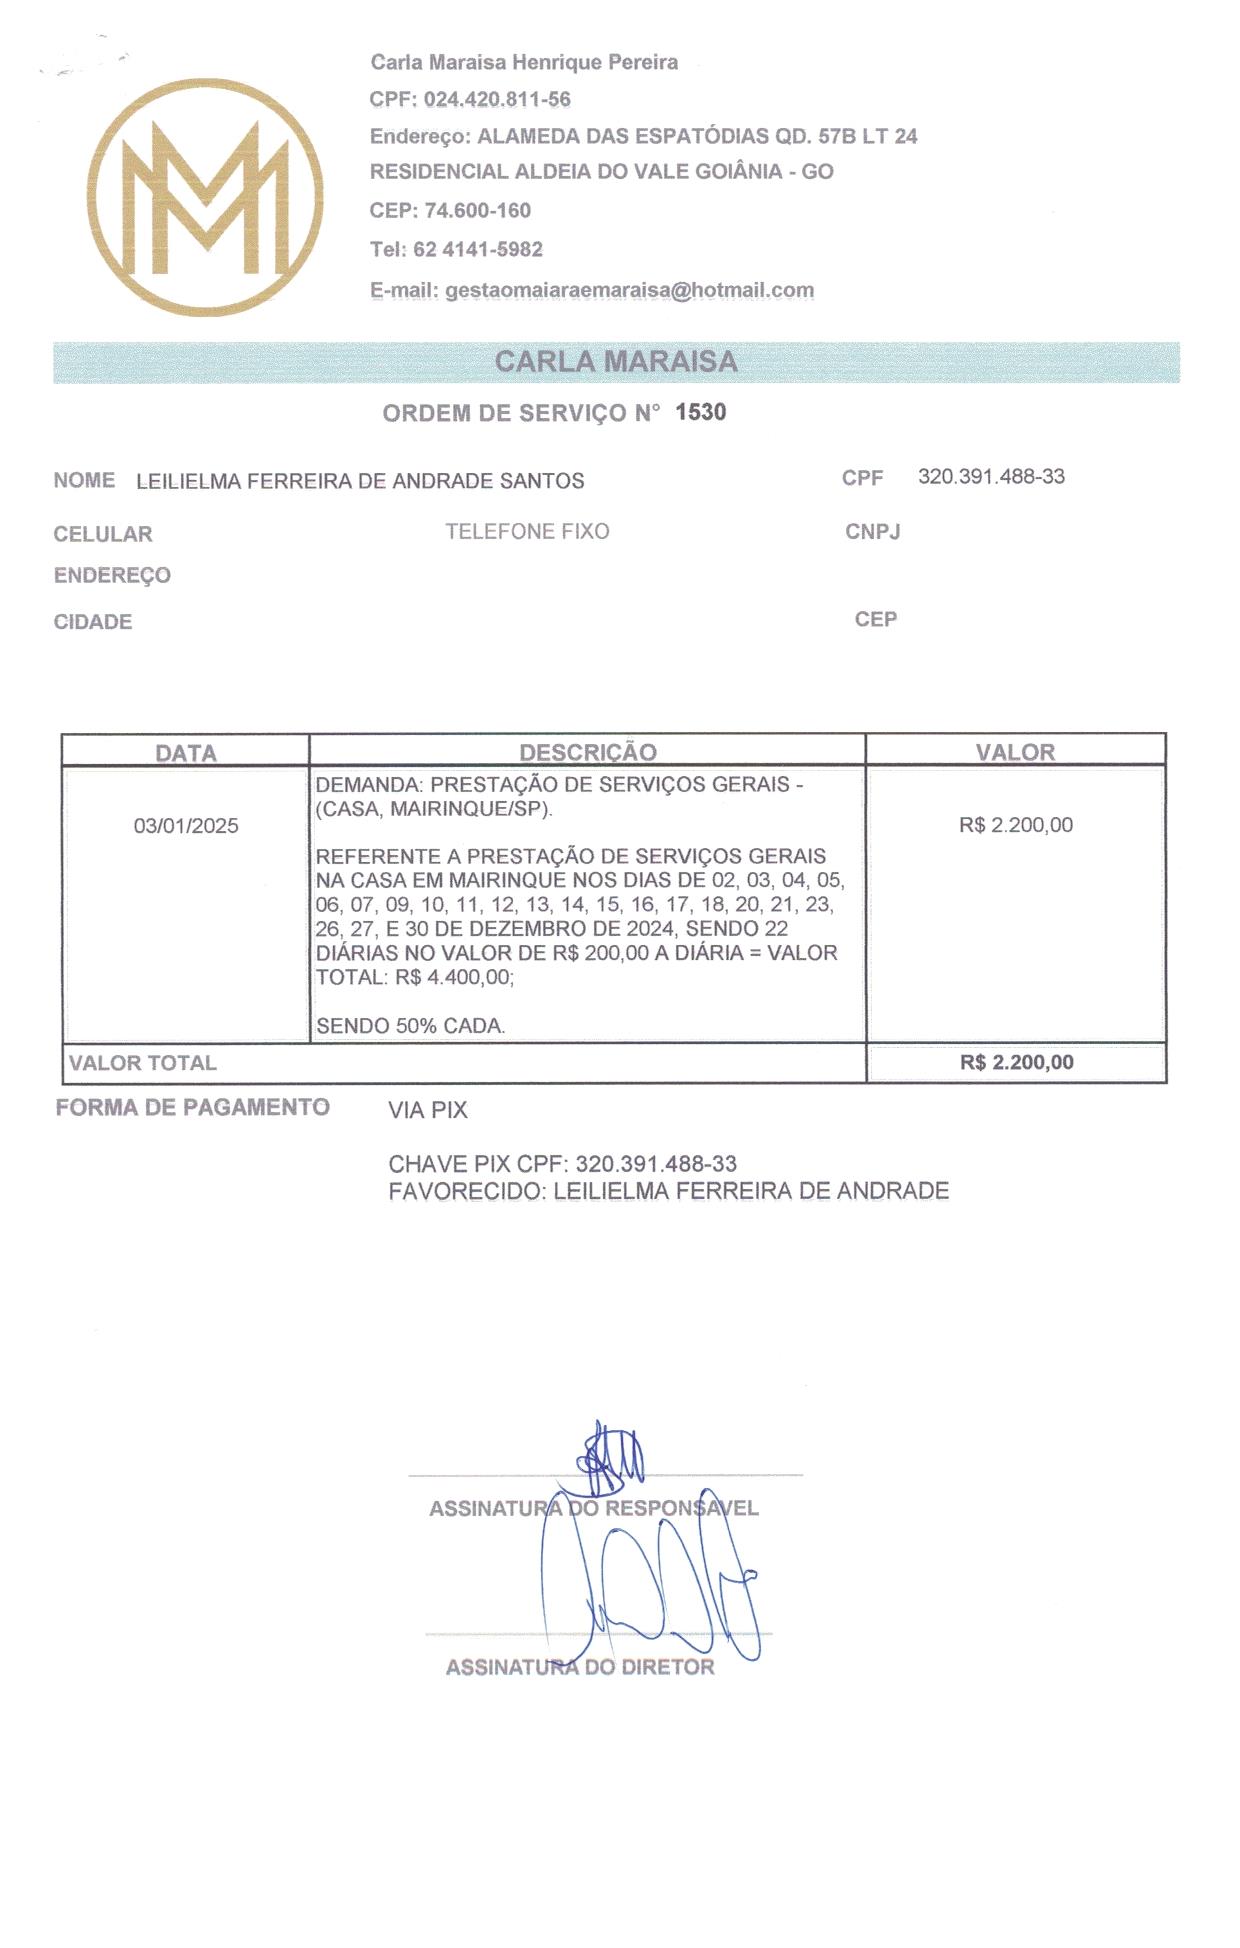 Carla Maraisa Henrique Pereira
CPF: 024.420.811-56
Endereço: ALAMEDA DAS ESPATÓDIAS QD. 57B LT 24
RESIDENCIAL ALDEIA DO VALE GOIÂNIA - GO
CEP: 74.600-160
Tel: 62 4141-5982
E-mail: gestaomaiaraemaraisa@hotmail.com
CARLA MARAISA
ORDEM DE SERVIÇO N° 1530
NOME LEILIELMA FERREIRA DE ANDRADE SANTOS CPF 320.391.488-33
CELULAR TELEFONE FIXO CNPJ
ENDEREÇO
CIDADE CEP
DATA DESCRIÇÃO VALOR
DEMANDA: PRESTAÇÃO DE SERVIÇOS GERAIS -
(CASA, MAIRINQUE/SP).
03/01/2025 R$ 2.200,00
REFERENTE A PRESTAÇÃO DE SERVIÇOS GERAIS
NA CASA EM MAIRINQUE NOS DIAS DE 02, 03, 04, 05,
06, 07, 09, 10, 11, 12, 13, 14, 15, 16, 17, 18, 20, 21, 23,
26, 27, E 30 DE DEZEMBRO DE 2024, SENDO 22
DIÁRIAS NO VALOR DE R$ 200,00 A DIÁRIA = VALOR
TOTAL: R$ 4.400,00;
SENDO 50% CADA.
VALOR TOTAL R$ 2.200,00
FORMA DE PAGAMENTO VIA PIX
CHAVE PIX CPF: 320.391.488-33
FAVORECIDO: LEILIELMA FERREIRA DE ANDRADE
ASSINATURA DO RESPONSÁVEL
ASSINATURA DO DIRETOR